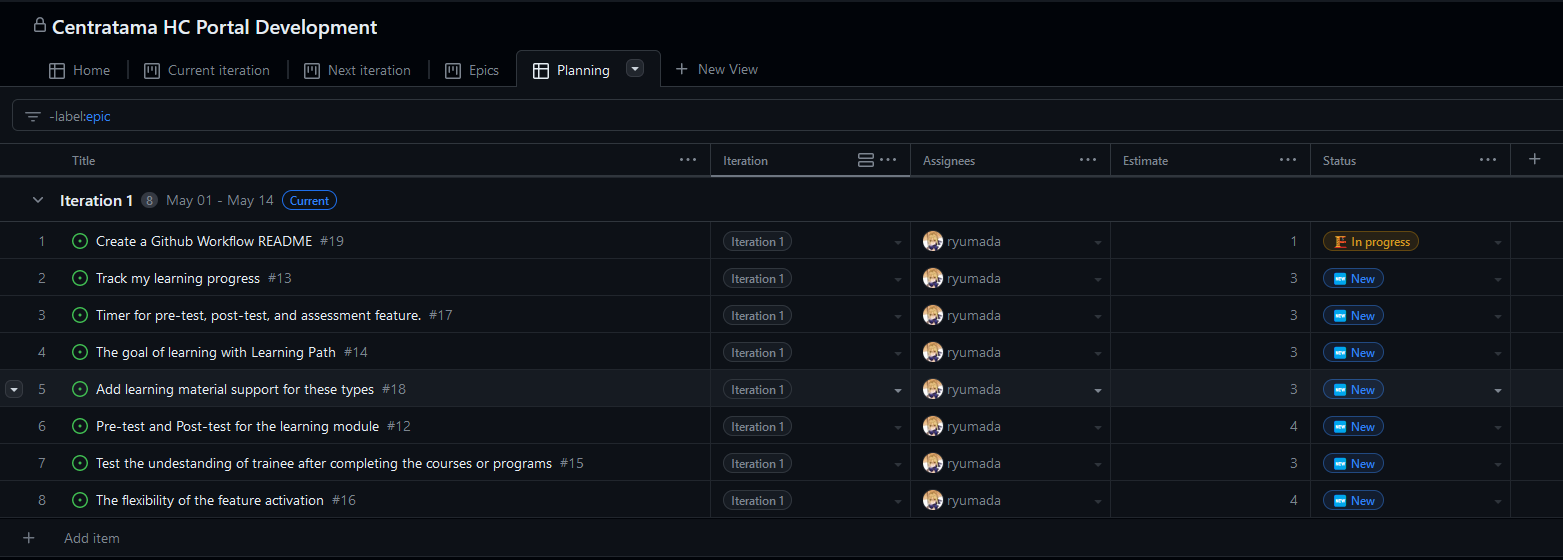 Centratama HC Portal Development
Home Current iteration Next iteration Epics Planning New View
-label:epic
Title Iteration Assignees Estimate Status
Iteration 1 8 May 01 - May 14 Current
1 Create a Github Workflow README #19 Iteration 1 ryumada 1 In progress
2 Track my learning progress #13 Iteration 1 ryumada 3 New
3 Timer for pre-test, post-test, and assessment feature. #17 Iteration 1 ryumada 3 New
4 The goal of learning with Learning Path #14 Iteration 1 ryumada 3 New
5 Add learning material support for these types #18 Iteration 1 ryumada 3 New
6 Pre-test and Post-test for the learning module #12 Iteration 1 ryumada 4 New
7 Test the undestanding of trainee after completing the courses or programs #15 Iteration 1 ryumada 3 New
8 The flexibility of the feature activation #16 Iteration 1 ryumada 4 New
Add item